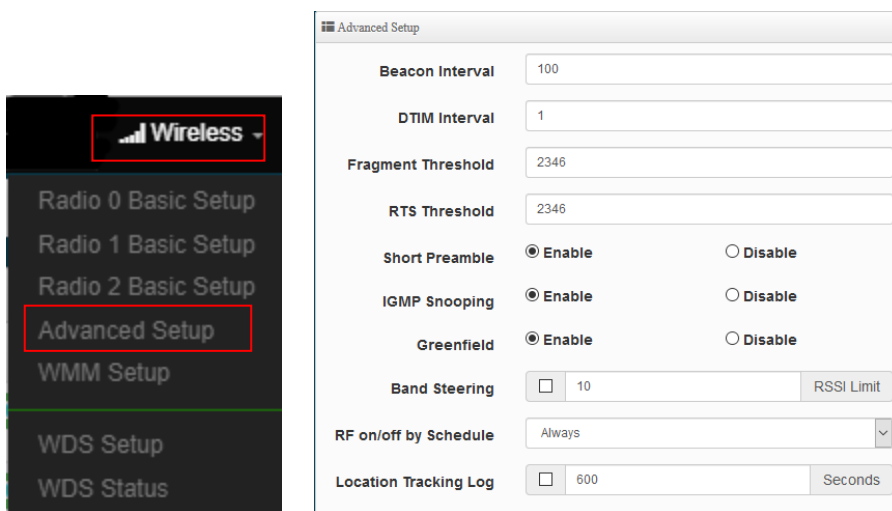 Wireless
Radio 0 Basic Setup
Radio 1 Basic Setup
Radio 2 Basic Setup
Advanced Setup
WMM Setup
WDS Setup
WDS Status
Advanced Setup
Beacon Interval 100
DTIM Interval 1
Fragment Threshold 2346
RTS Threshold 2346
Short Preamble Enable Disable
IGMP Snooping Enable Disable
Greenfield Enable Disable
Band Steering 10 RSSI Limit
RF on/off by Schedule Always
Location Tracking Log 600 Seconds